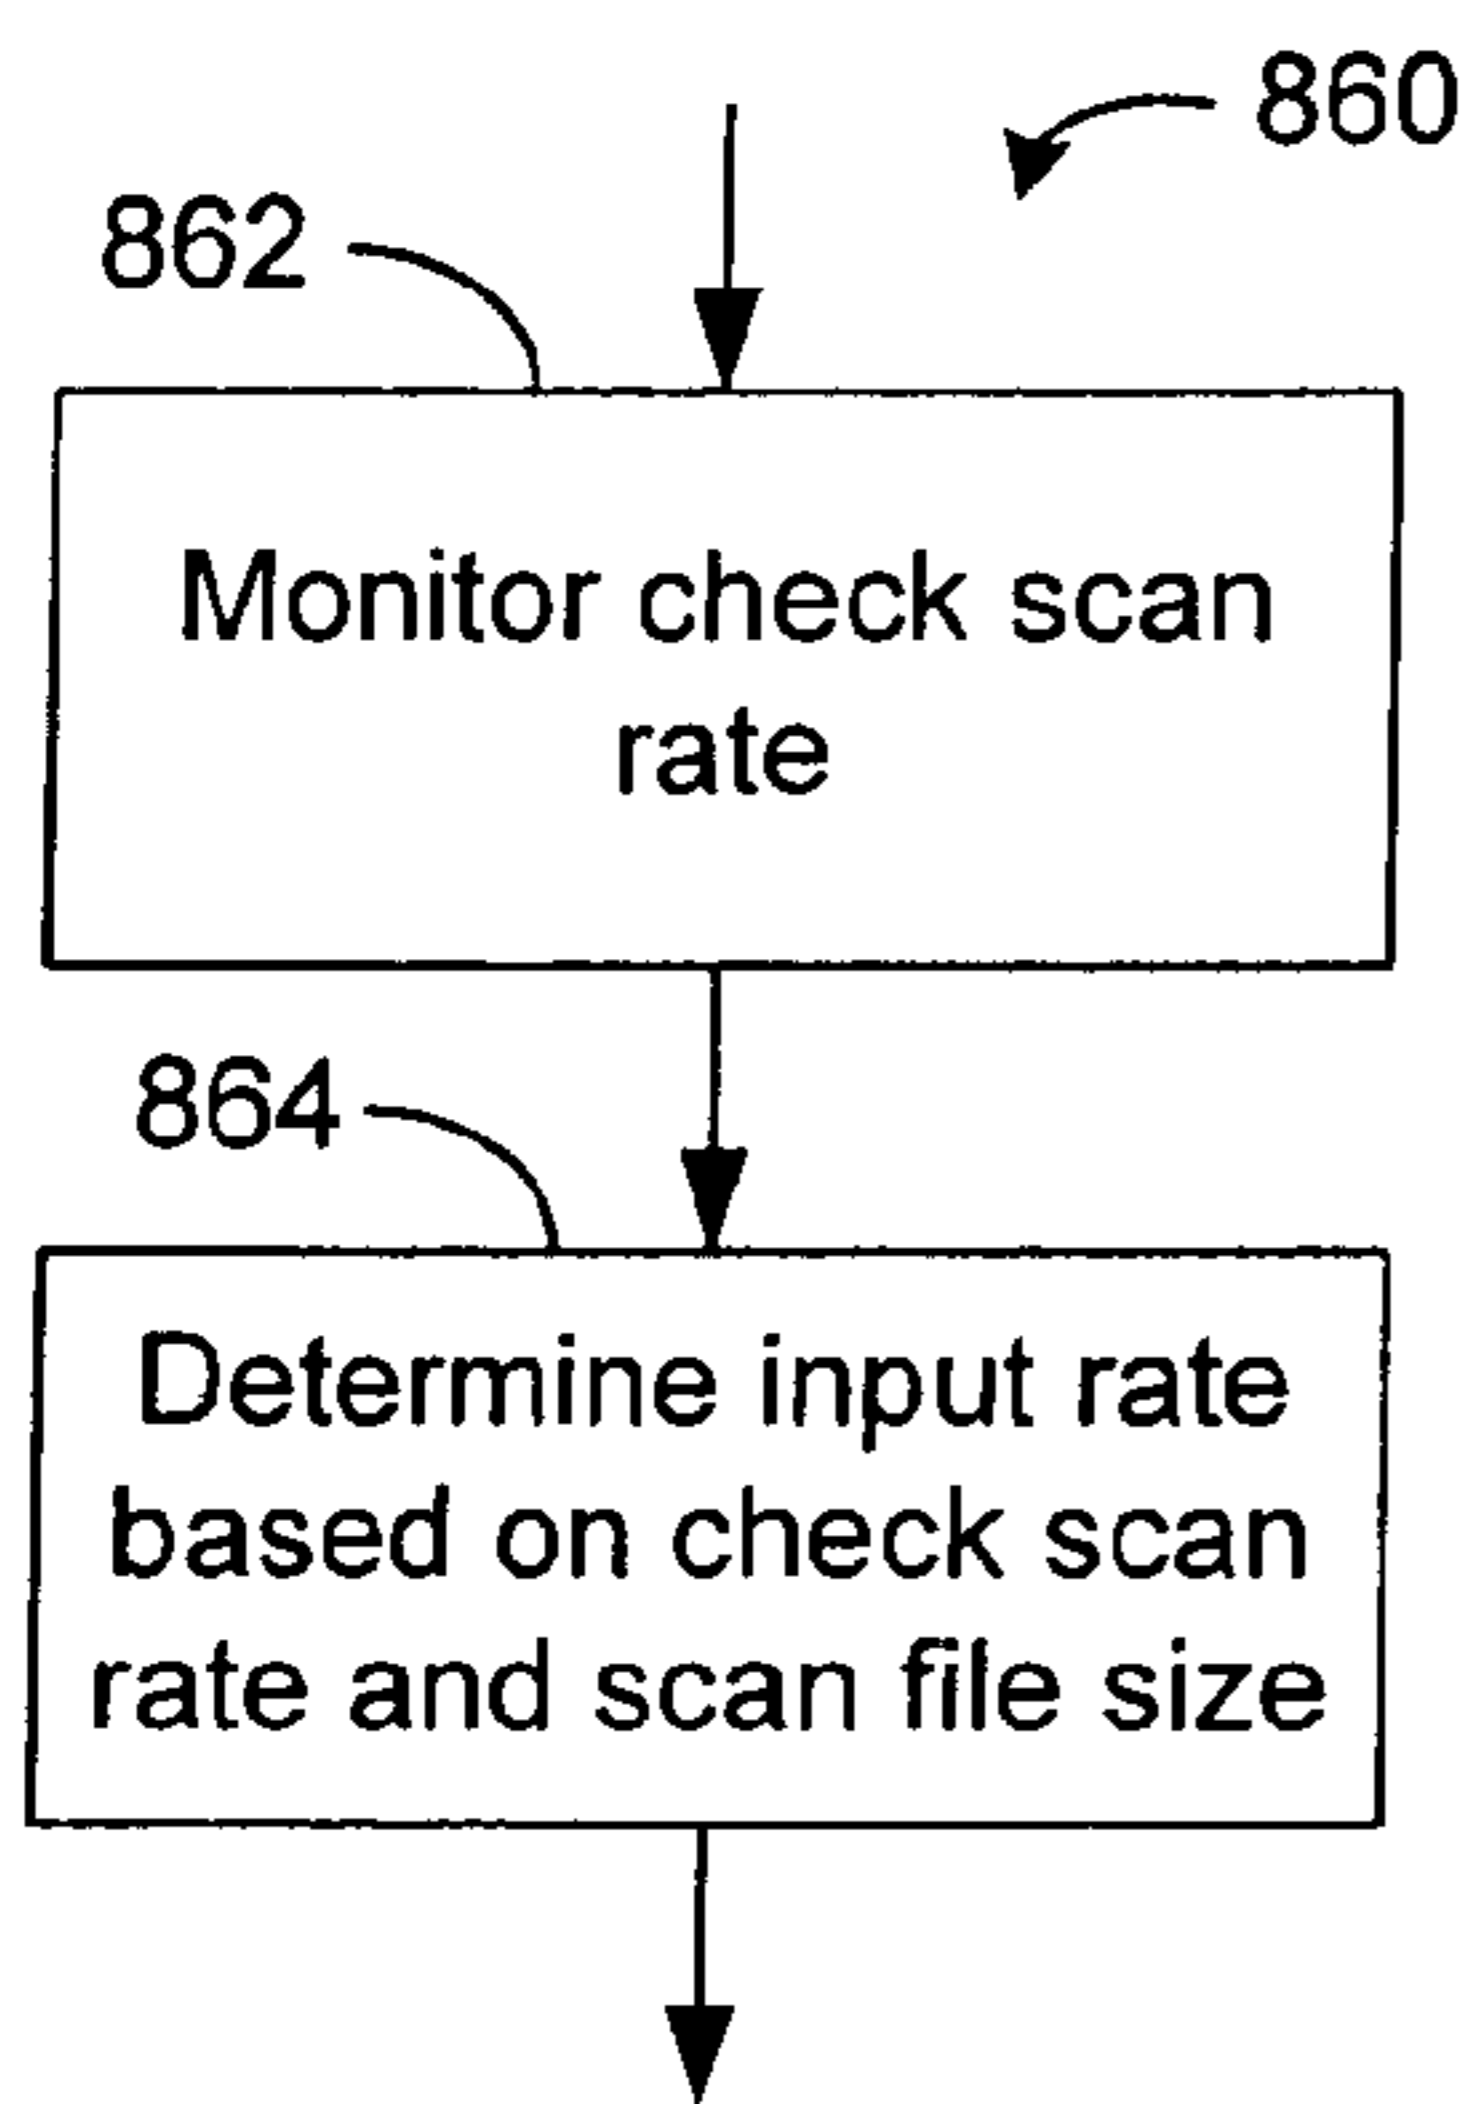 860
862
Monitor check scan
rate
864
Determine input rate
based on check scan
rate and scan file size